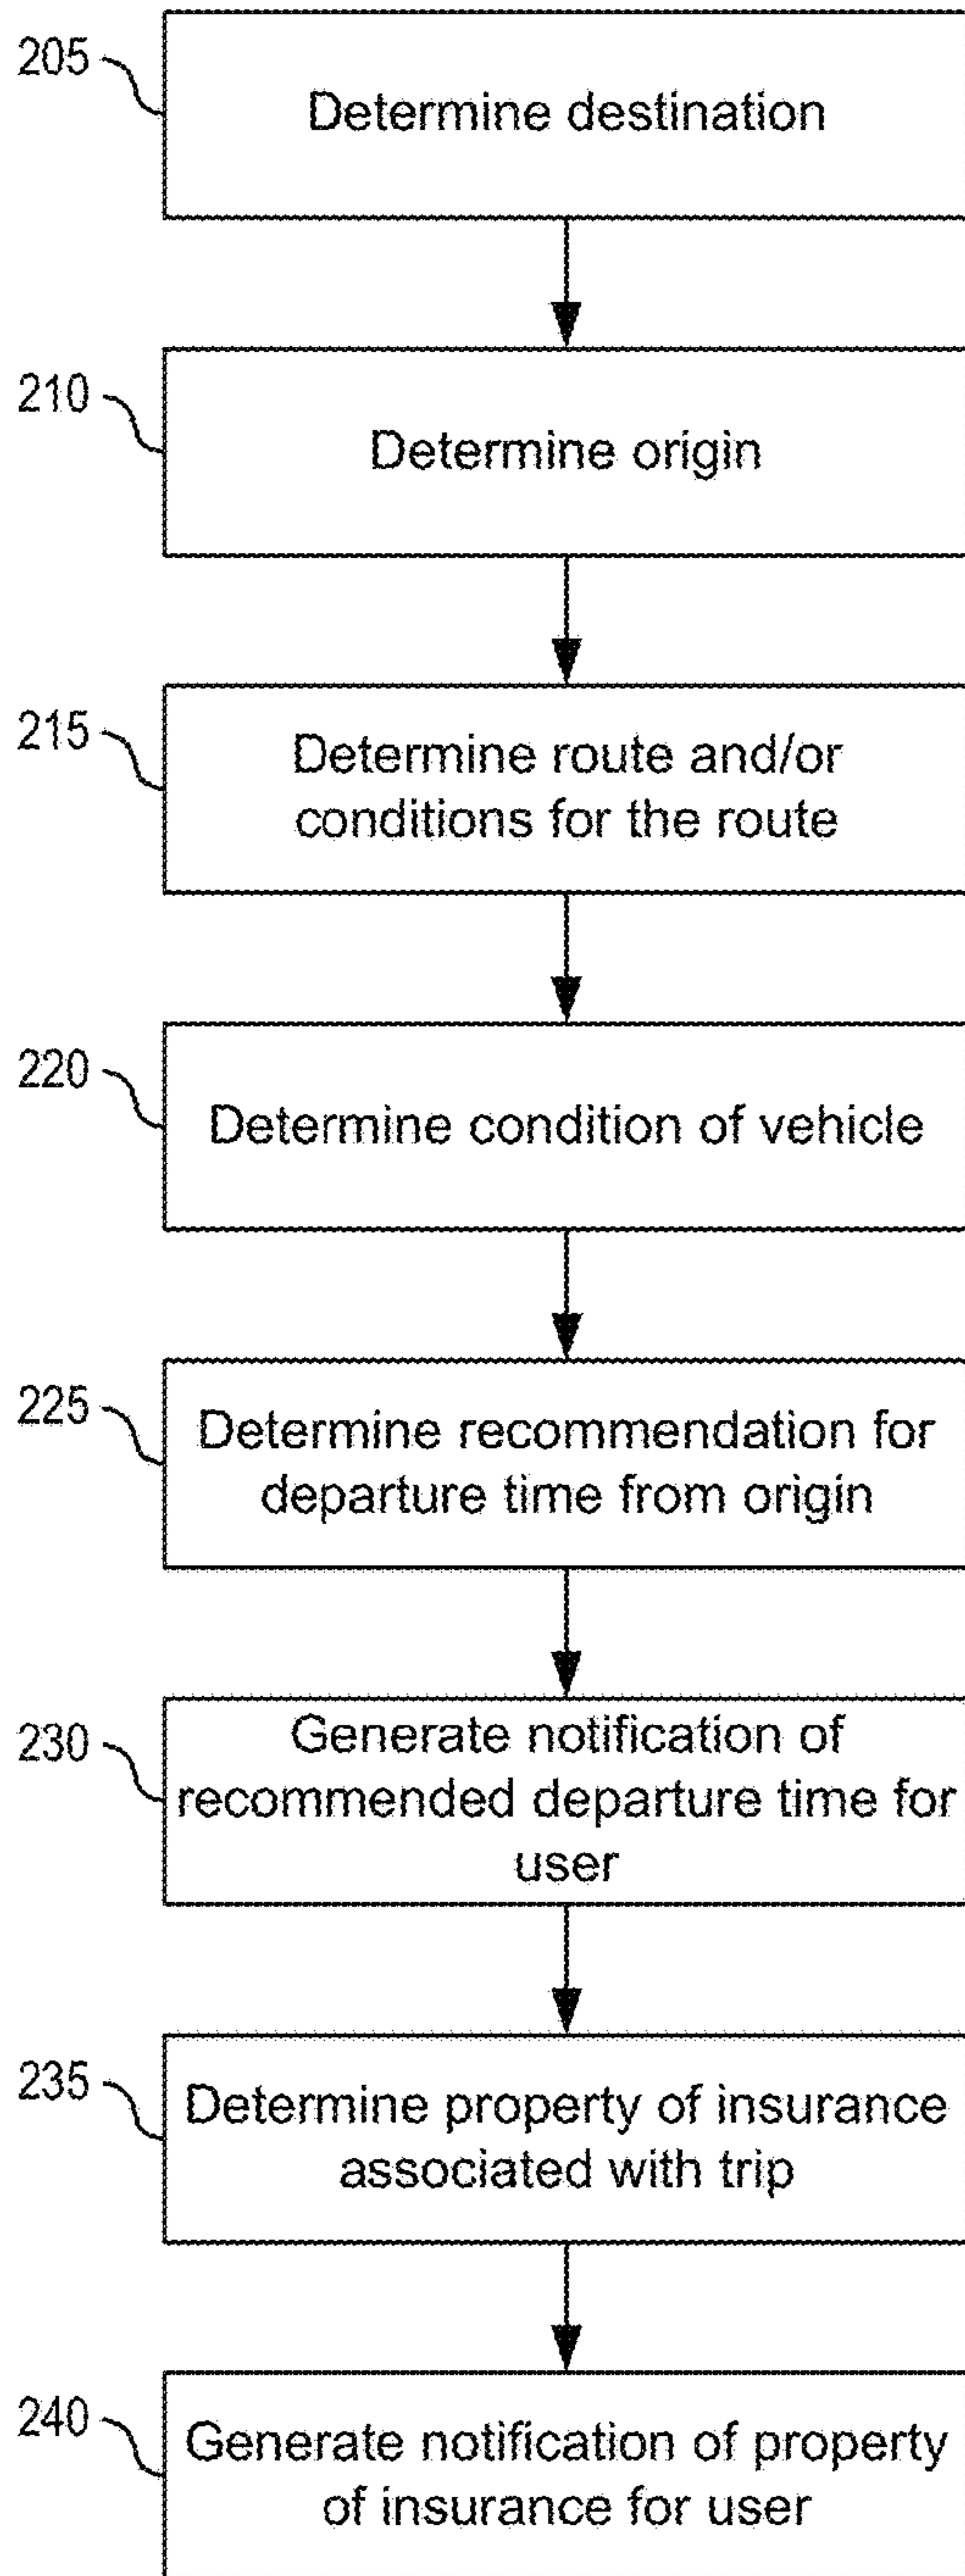 205
Determine destination
210
Determine origin
215
Determine route and/or
conditions for the route
220
Determine condition of vehicle
225
Determine recommendation for
departure time from origin
230
Generate notification of
recommended departure time for
user
235
Determine property of insurance
associated with trip
240
Generate notification of property
of insurance for user